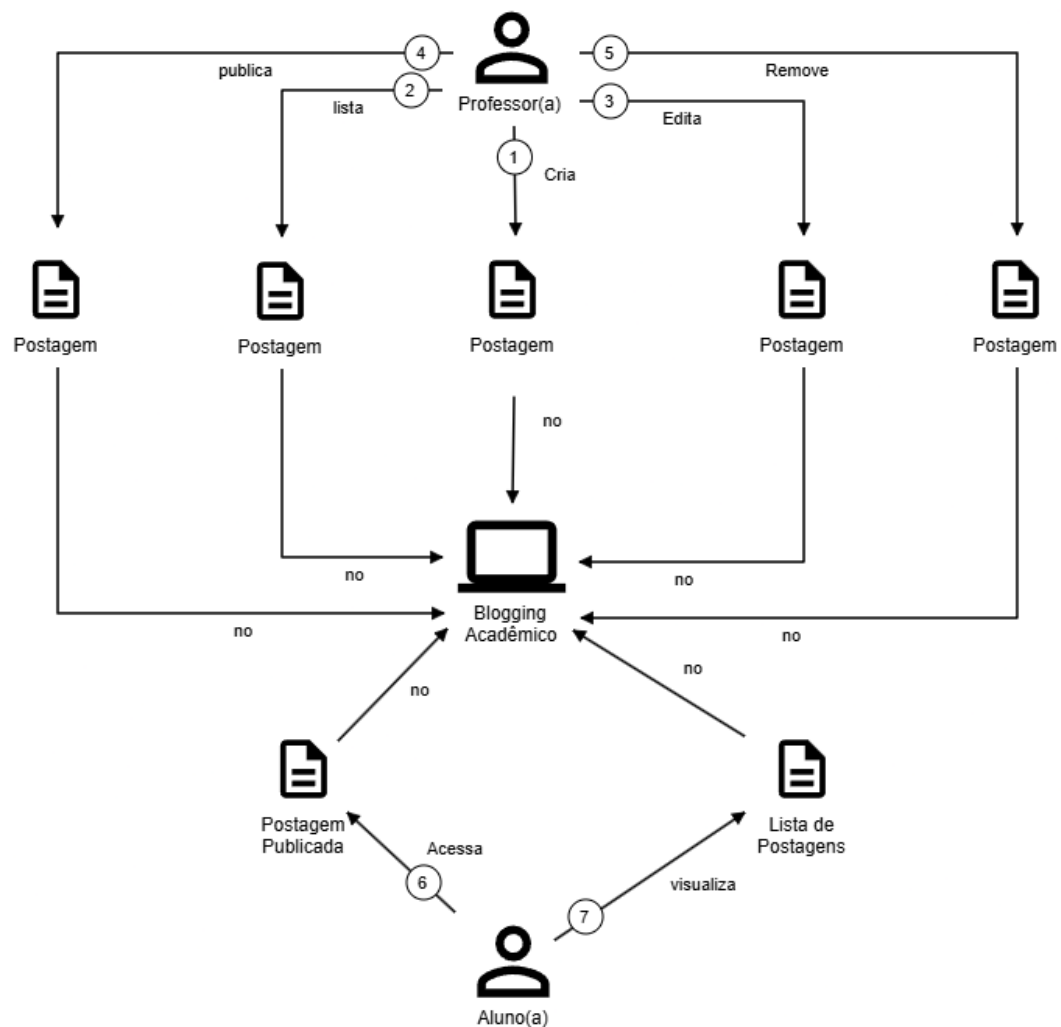 4
5
publica
Remove
2
3
lista
Professor(a)
Edita
1
Cria
Postagem
Postagem
Postagem
Postagem
Postagem
no
no
no
no
no
Blogging
Acadêmico
no
no
Postagem
Publicada
Lista de
Postagens
Acessa
6
visualiza
7
Aluno(a)